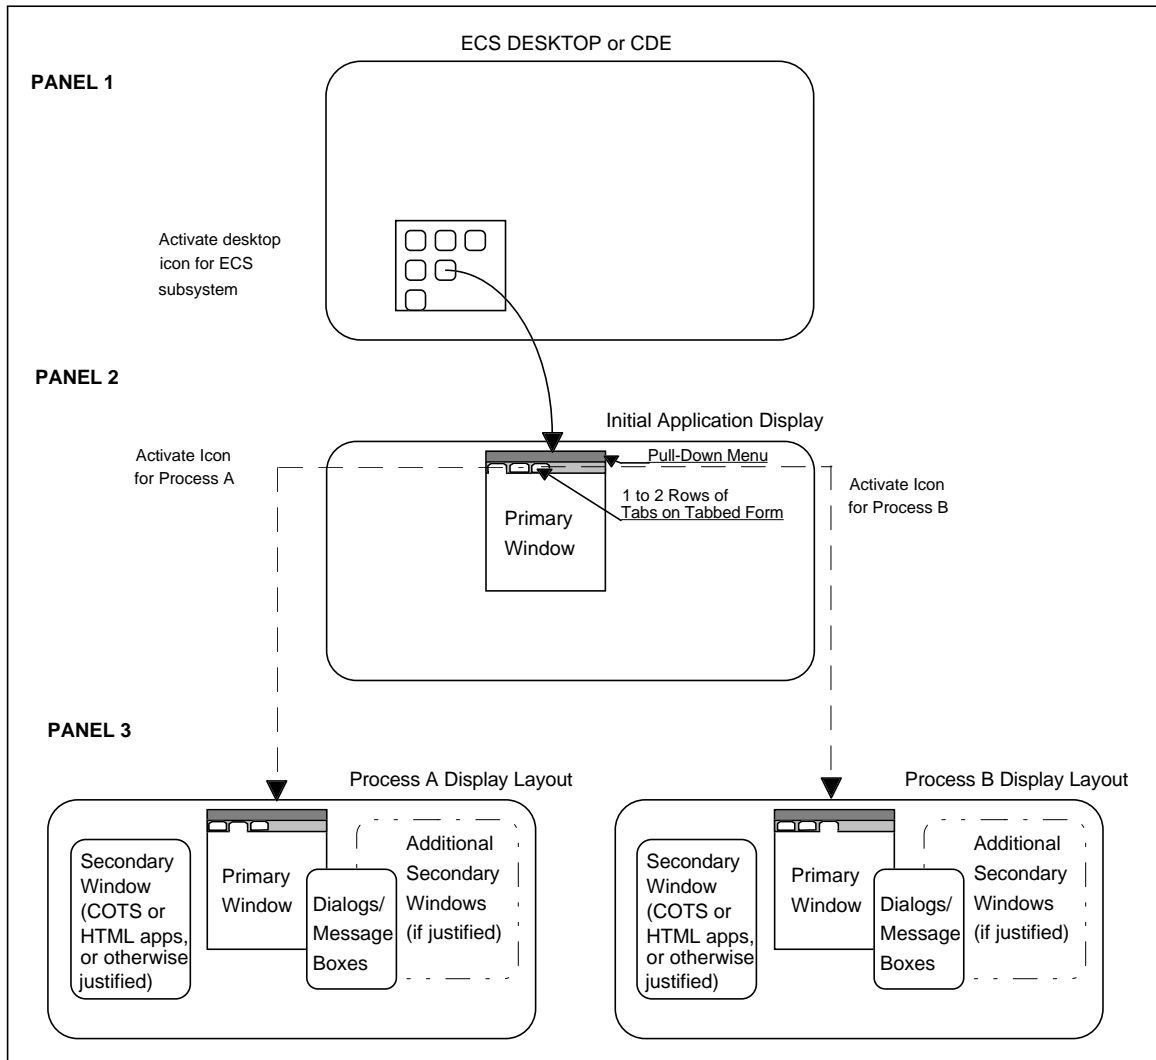 ECS DESKTOP or CDE
PANEL 1
Activate desktop
icon for ECS
subsystem
PANEL 2
Initial Application Display
Activate Icon
for Process A
Pull-Down Menu
1 to 2 Rows of
Tabs on Tabbed Form
Primary
Window
Activate Icon
for Process B
PANEL 3
Process A Display Layout
Secondary
Window
(COTS or
HTML apps,
or otherwise
justified)
Primary
Window
Dialogs/
Message
Boxes
Additional
Secondary
Windows
(if justified)
Process B Display Layout
Secondary
Window
(COTS or
HTML apps,
or otherwise
justified)
Primary
Window
Dialogs/
Message
Boxes
Additional
Secondary
Windows
(if justified)